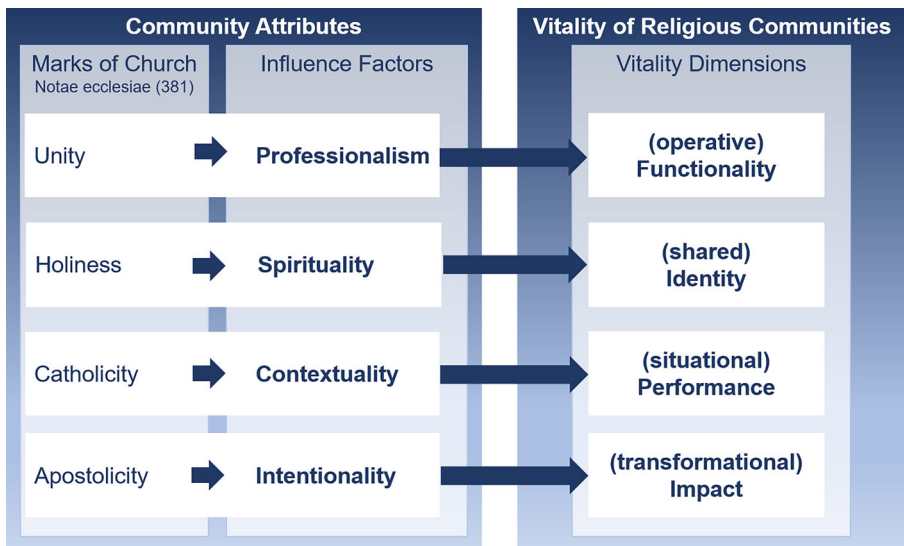 Community Attributes
Vitality of Religious Communities
Marks of Church
Notae ecclesiae (381)
Influence Factors
Vitality Dimensions
Unity
Professionalism
(operative)
Functionality
Holiness
Spirituality
(shared)
Identity
Catholicity
Contextuality
(situational)
Performance
Apostolicity
Intentionality
(transformational)
Impact